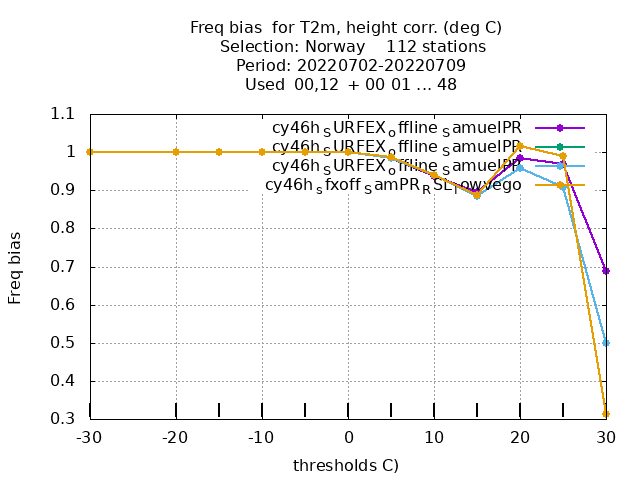 Freq bias for T2m, height corr. (deg C)
Selection: Norway 112 stations
Period: 20220702-20220709
Used 00,12 + 00 01 ... 48
1.1
1
0.9
0.8
0.7
0.6
0.5
0.4
0.3
Freq bias
cy46h_SURFEX_offline_SamuelPR
cy46h_SURFEX_offline_SamuelPR
cy46h_SURFEX_offline_SamuelPP
cy46h_sfxoff_SamPR_RSL_lowvego
-30 -20 -10 0 10 20 30
thresholds C)